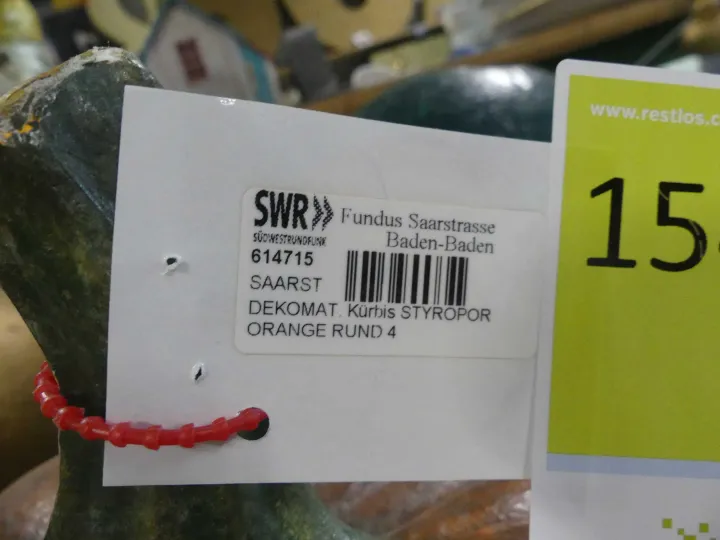 SWR
SÜDWESTRUNDFUNK
Fundus Saarstrasse
Baden-Baden
614715
SAARST
DEKOMAT. Kürbis STYROPOR
ORANGE RUND 4
www.restlos.c
15